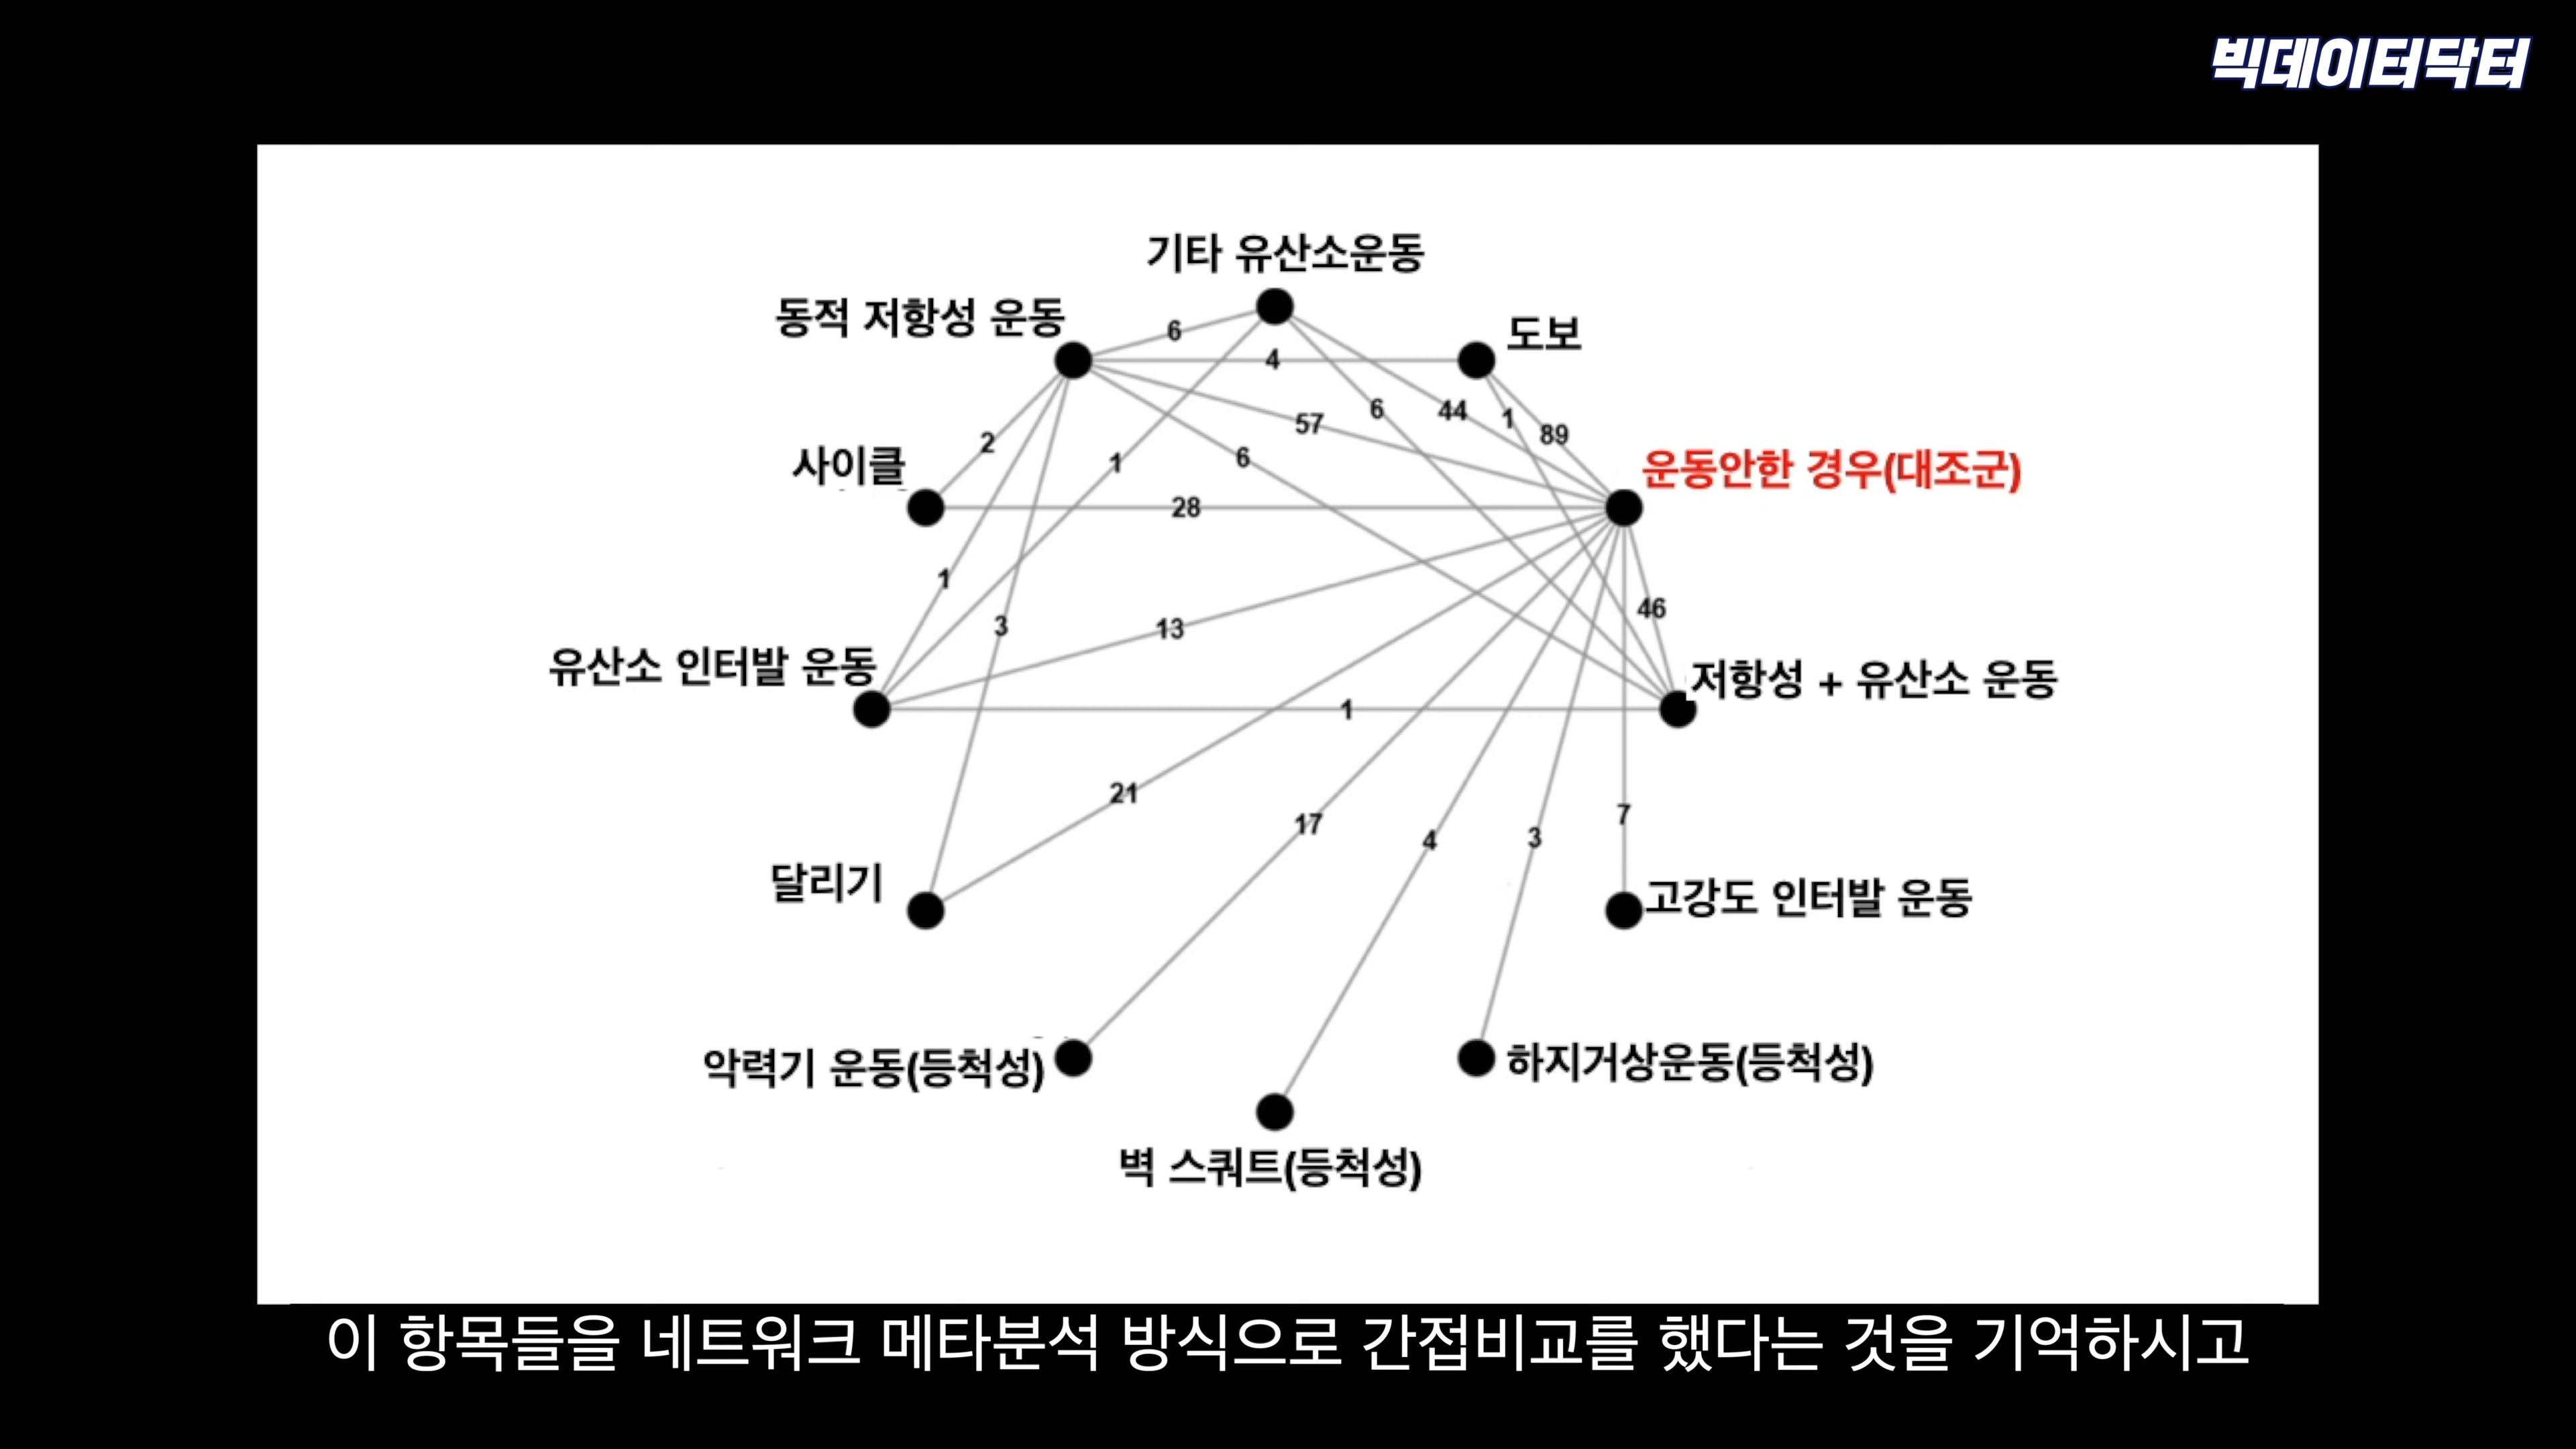 빅데이터닥터
기타 유산소운동
동적 저항성 운동
도보
6
4
6
44
1
57
89
2
1
6
사이클
운동안한 경우(대조군)
28
1
46
3
13
유산소 인터발 운동
저항성 + 유산소 운동
1
21
7
17
4
3
달리기
고강도 인터발 운동
악력기 운동(등척성)
하지거상운동(등척성)
벽 스쿼트(등척성)
이 항목들을 네트워크 메타분석 방식으로 간접비교를 했다는 것을 기억하시고